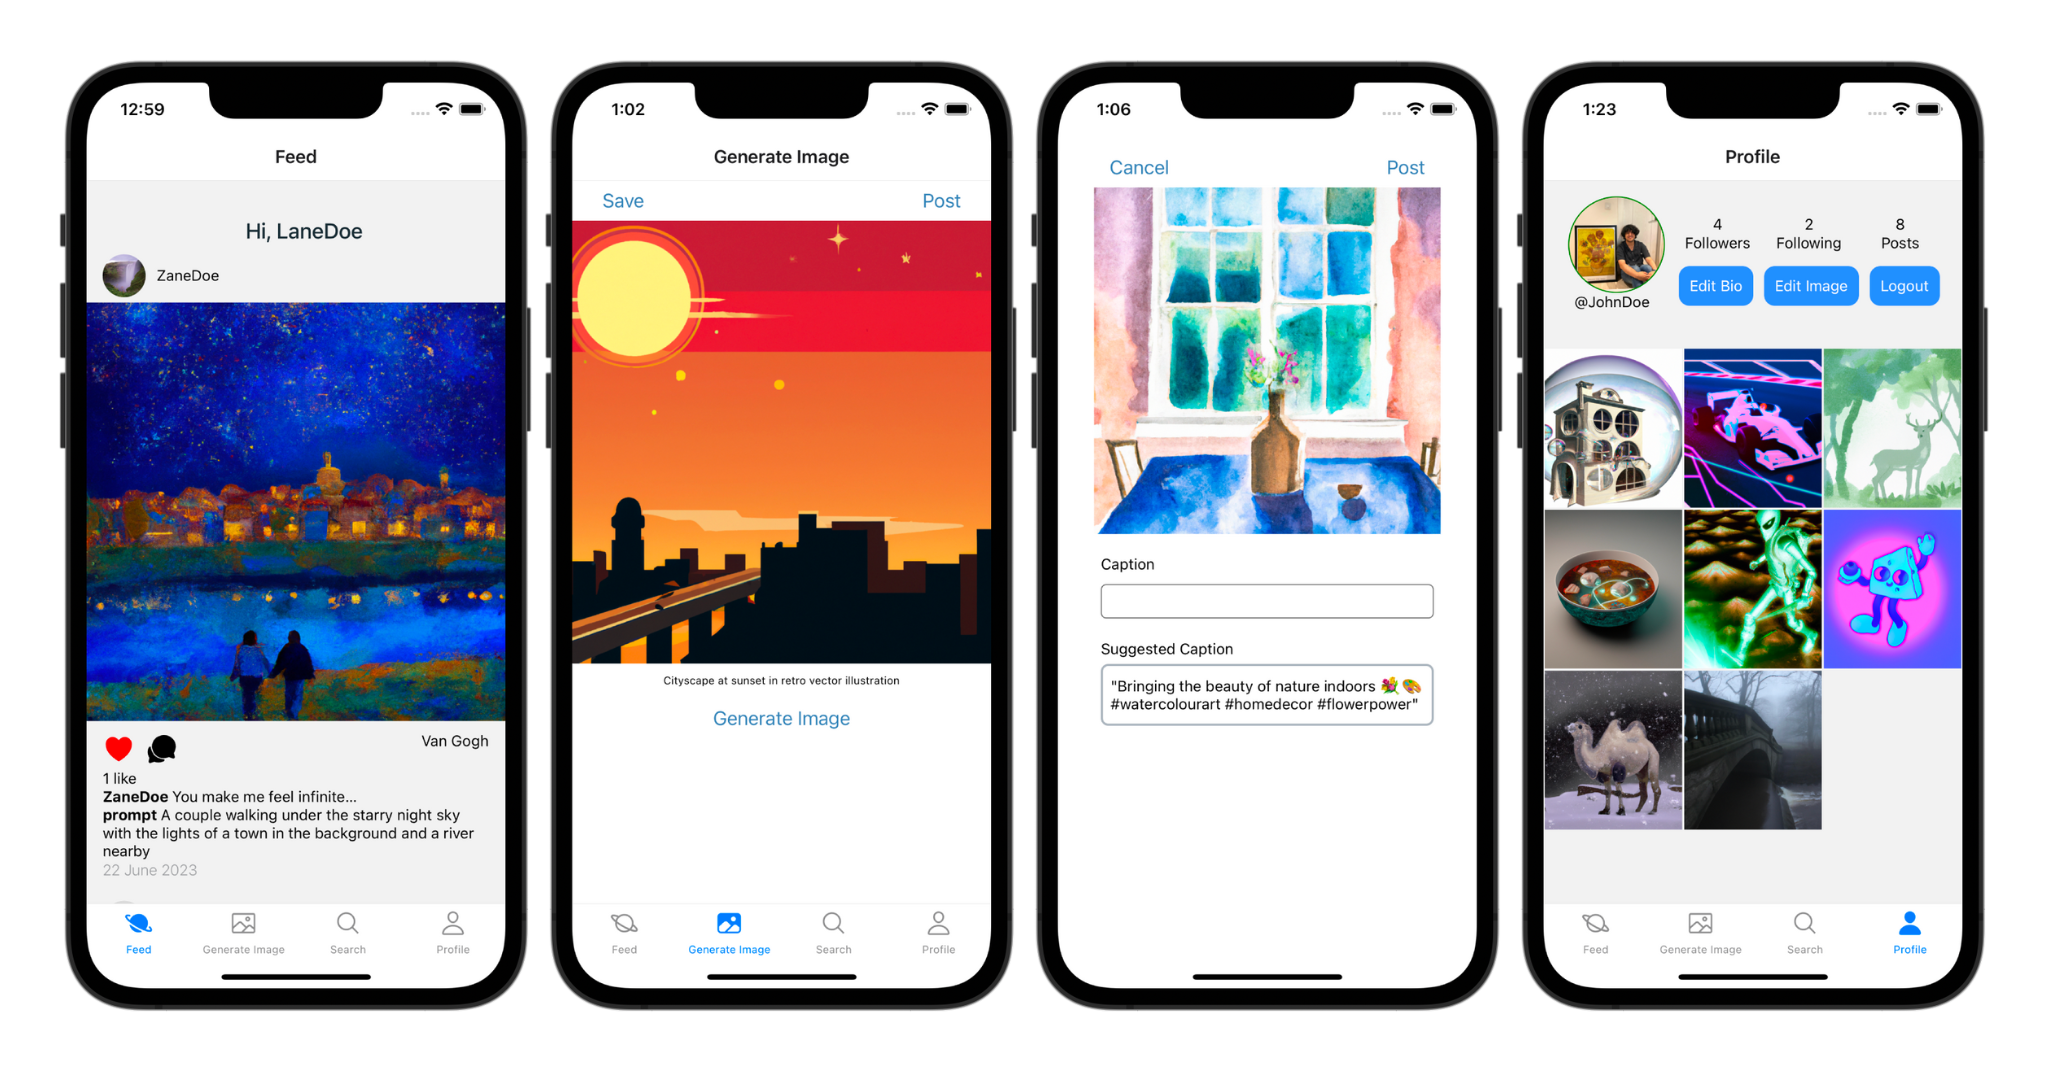 12:59
Feed
Hi, LaneDoe
ZaneDoe
Van Gogh
1 like
ZaneDoe You make me feel infinite...
prompt A couple walking under the starry night sky
with the lights of a town in the background and a river
nearby
22 June 2023
Feed
Generate Image
Search
Profile
1:02
Generate Image
Save
Post
Cityscape at sunset in retro vector illustration
Generate Image
Feed
Generate Image
Search
Profile
1:06
Cancel
Post
Caption
Suggested Caption
"Bringing the beauty of nature indoors 💐🎨
#watercolourart #homedecor #flowerpower"
1:23
Profile
4
Followers
2
Following
8
Posts
Edit Bio
Edit Image
Logout
@JohnDoe
Feed
Generate Image
Search
Profile